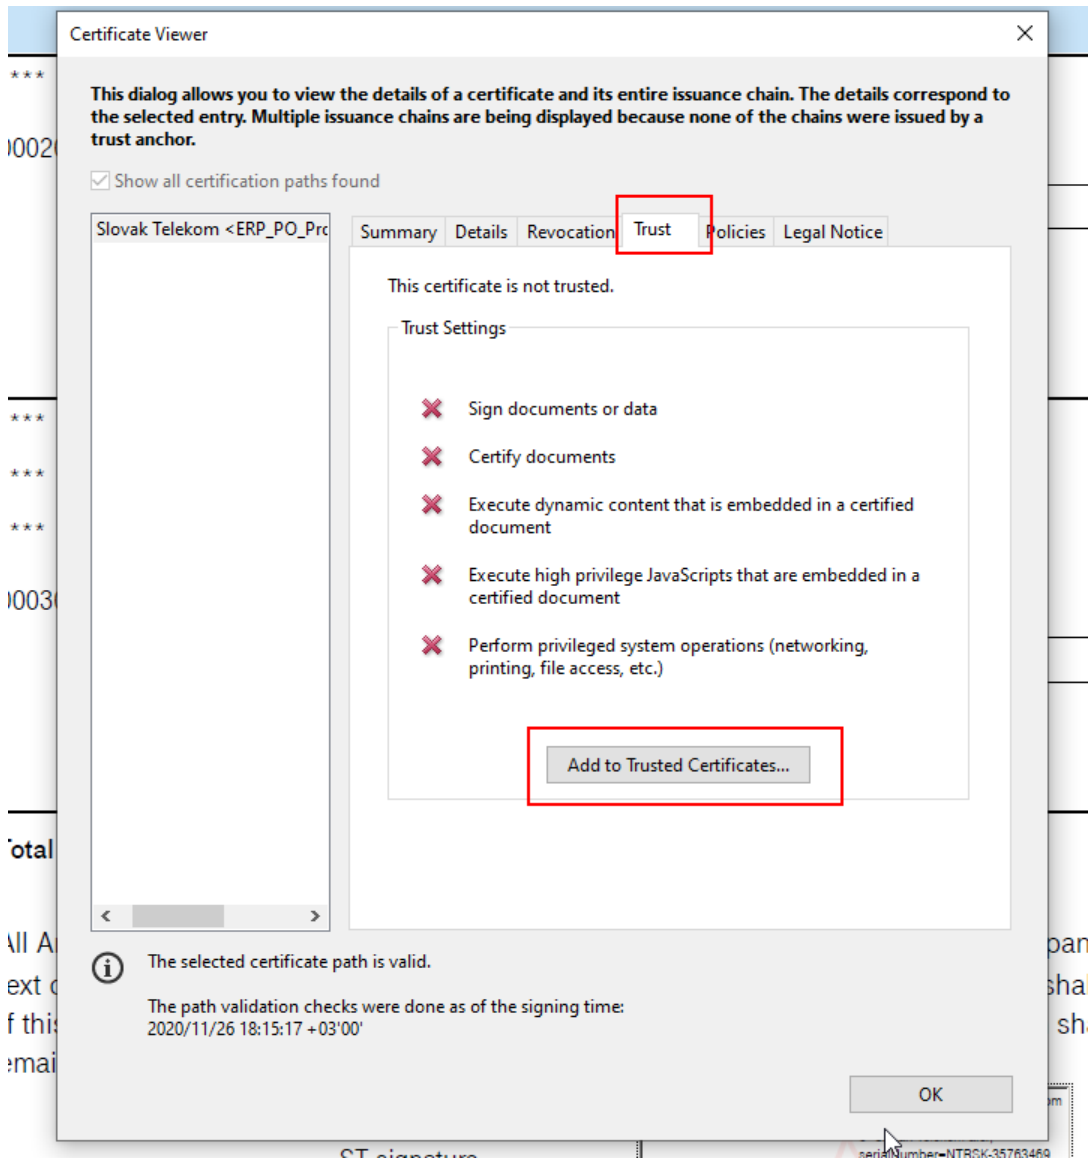 Certificate Viewer
***
This dialog allows you to view the details of a certificate and its entire issuance chain. The details correspond to
the selected entry. Multiple issuance chains are being displayed because none of the chains were issued by a
trust anchor.
Show all certification paths found
Slovak Telekom <ERP_PO_Prc
Summary Details Revocation Trust Policies Legal Notice
This certificate is not trusted.
Trust Settings
Sign documents or data
***
Certify documents
***
Execute dynamic content that is embedded in a certified
document
***
Execute high privilege JavaScripts that are embedded in a
certified document
Perform privileged system operations (networking,
printing, file access, etc.)
Add to Trusted Certificates...
Total
The selected certificate path is valid.
The path validation checks were done as of the signing time:
2020/11/26 18:15:17 +03'00'
OK
ST signature
serialNumber=NTRSK-35763469